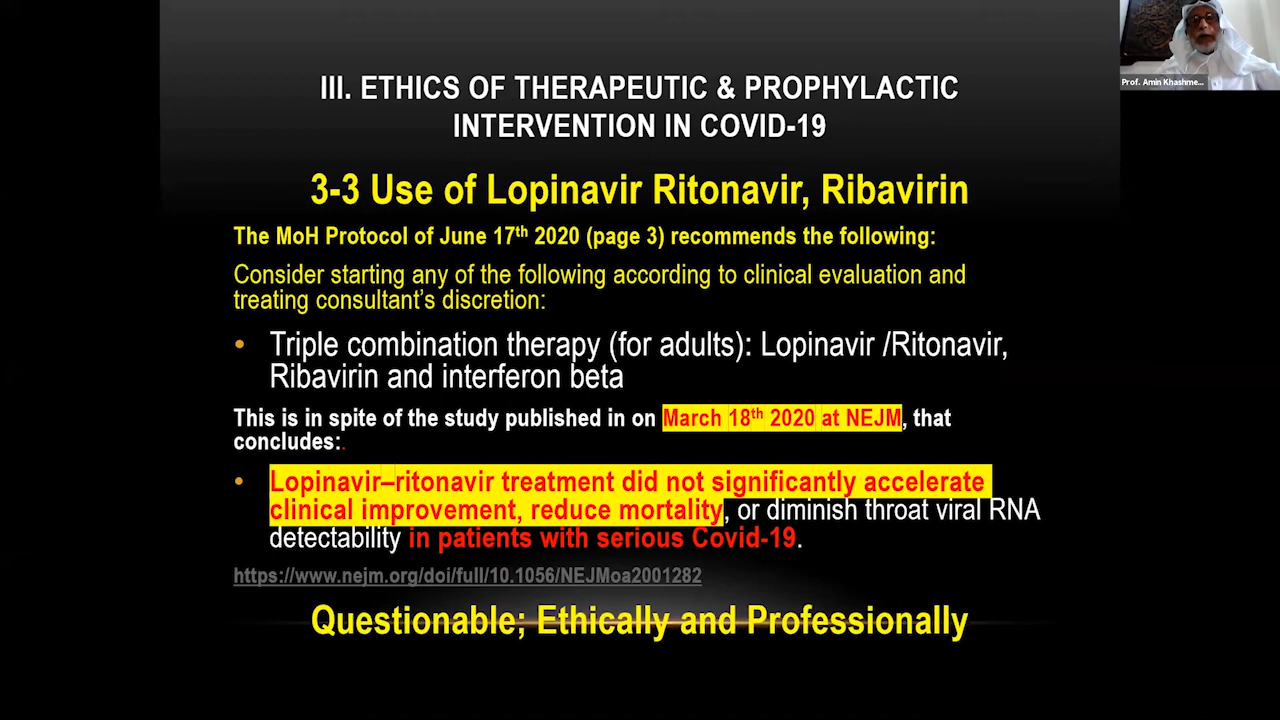 Prof. Amin Khashme...
III. ETHICS OF THERAPEUTIC & PROPHYLACTIC
INTERVENTION IN COVID-19
3-3 Use of Lopinavir Ritonavir, Ribavirin
The MoH Protocol of June 17th 2020 (page 3) recommends the following:
Consider starting any of the following according to clinical evaluation and
treating consultant's discretion:
• Triple combination therapy (for adults): Lopinavir /Ritonavir,
Ribavirin and interferon beta
This is in spite of the study published in on March 18th 2020 at NEJM, that
concludes:.
• Lopinavir–ritonavir treatment did not significantly accelerate
clinical improvement, reduce mortality, or diminish throat viral RNA
detectability in patients with serious Covid-19.
https://www.nejm.org/doi/full/10.1056/NEJMoa2001282
Questionable; Ethically and Professionally